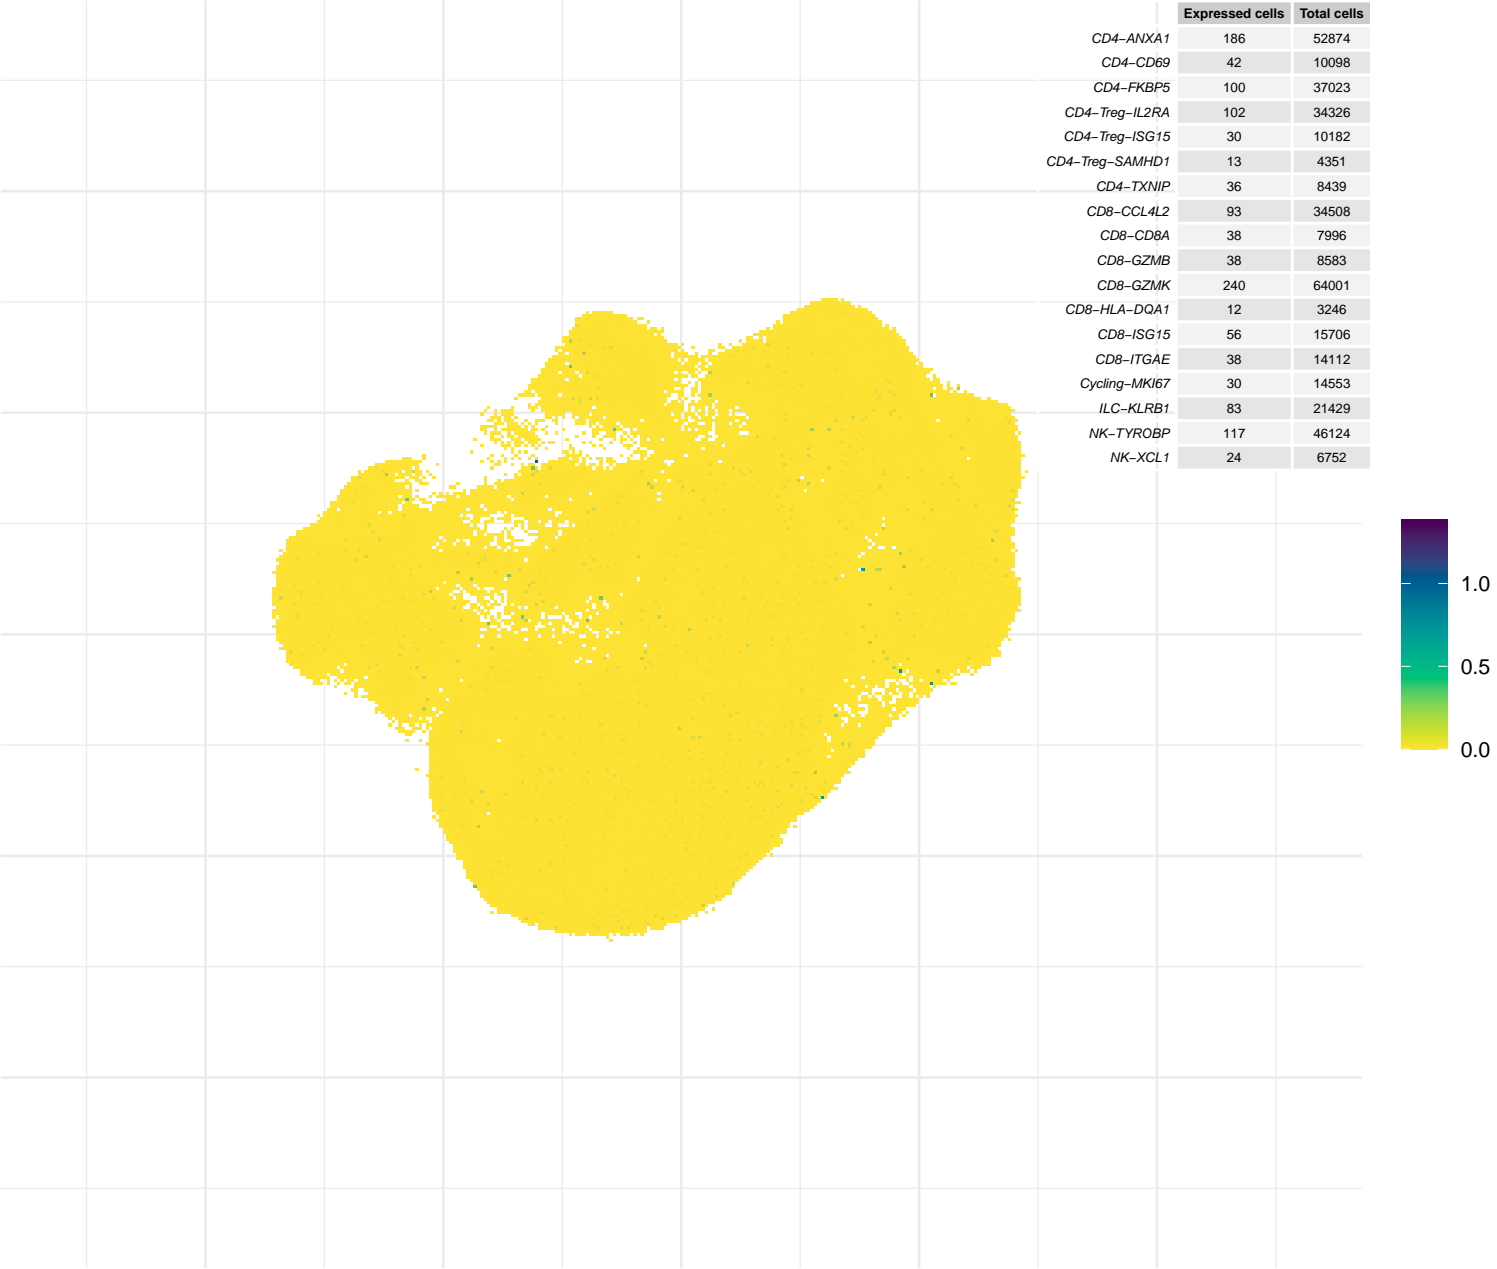 Expressed cells Total cells
CD4−ANXA1 186 52874
CD4−CD69 42 10098
CD4−FKBP5 100 37023
CD4−Treg−IL2RA 102 34326
CD4−Treg−ISG15 30 10182
CD4−Treg−SAMHD1 13 4351
CD4−TXNIP 36 8439
CD8−CCL4L2 93 34508
CD8−CD8A 38 7996
CD8−GZMB 38 8583
CD8−GZMK 240 64001
CD8−HLA−DQA1 12 3246
CD8−ISG15 56 15706
CD8−ITGAE 38 14112
Cycling−MKI67 30 14553
ILC−KLRB1 83 21429
NK−TYROBP 117 46124
NK−XCL1 24 6752
1.0
0.5
0.0